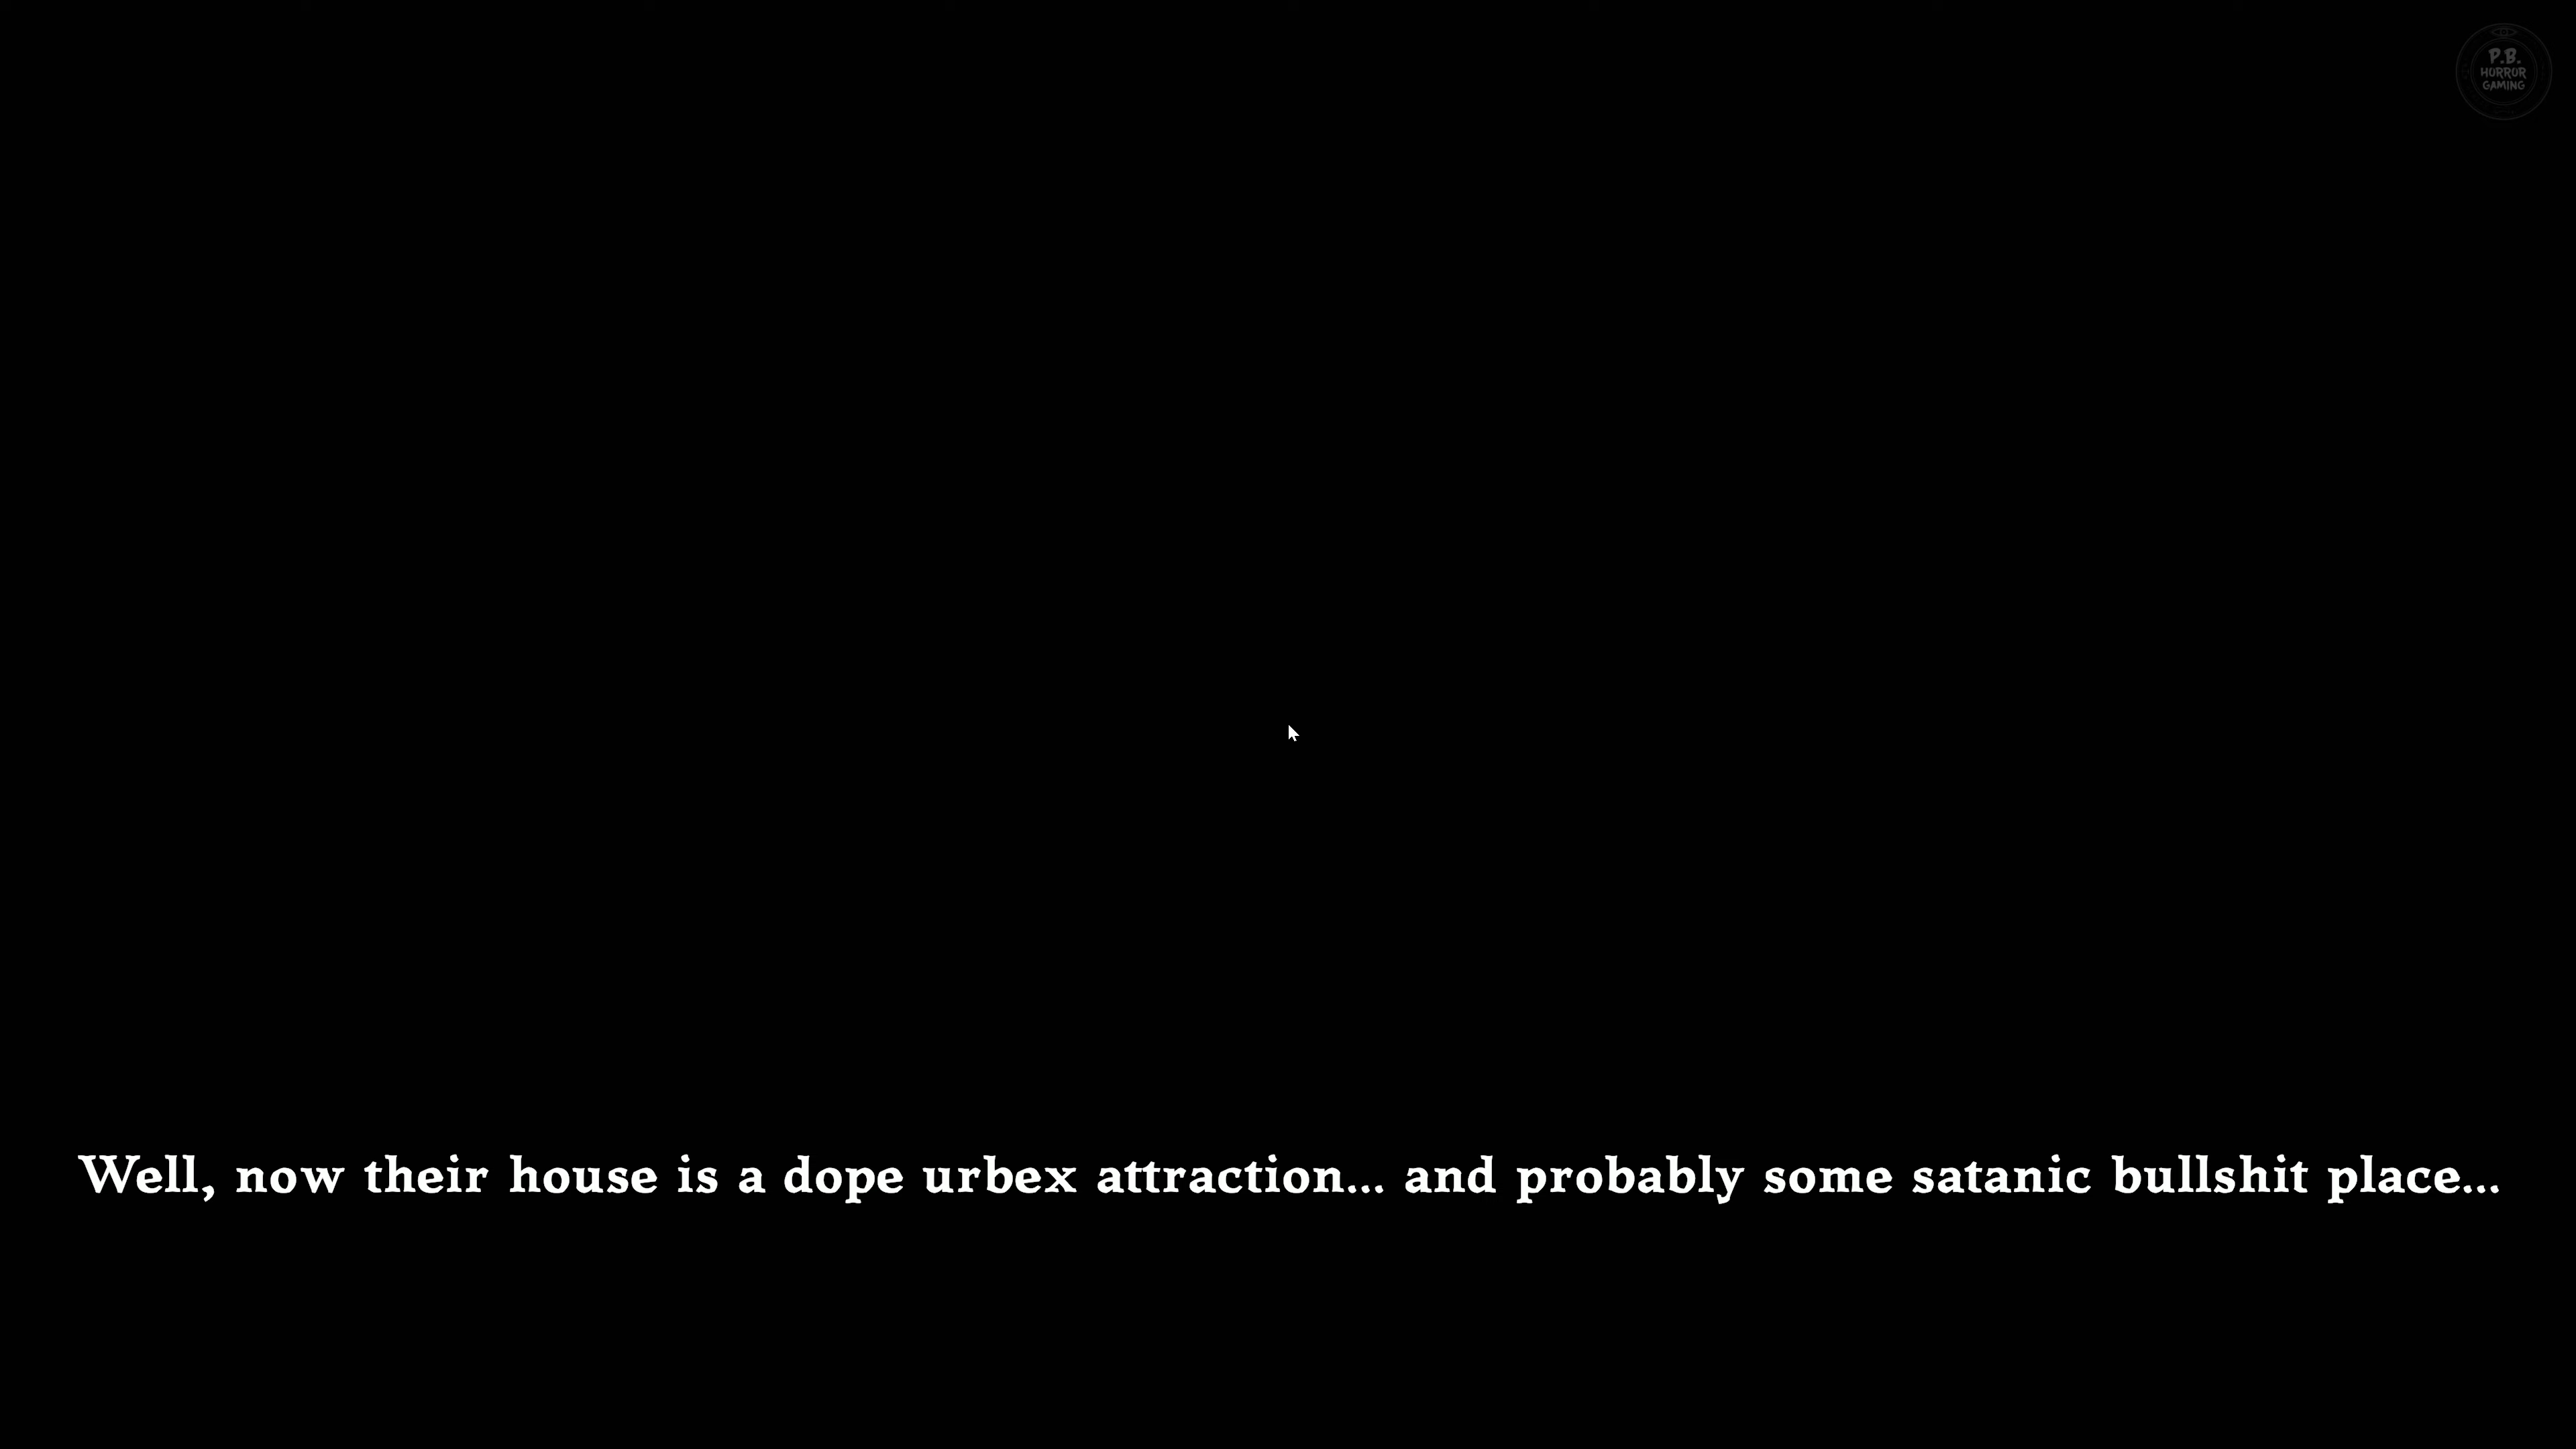 P.B.
HORROR
GAMING
Well, now their house is a dope urbex attraction... and probably some satanic bullshit place...